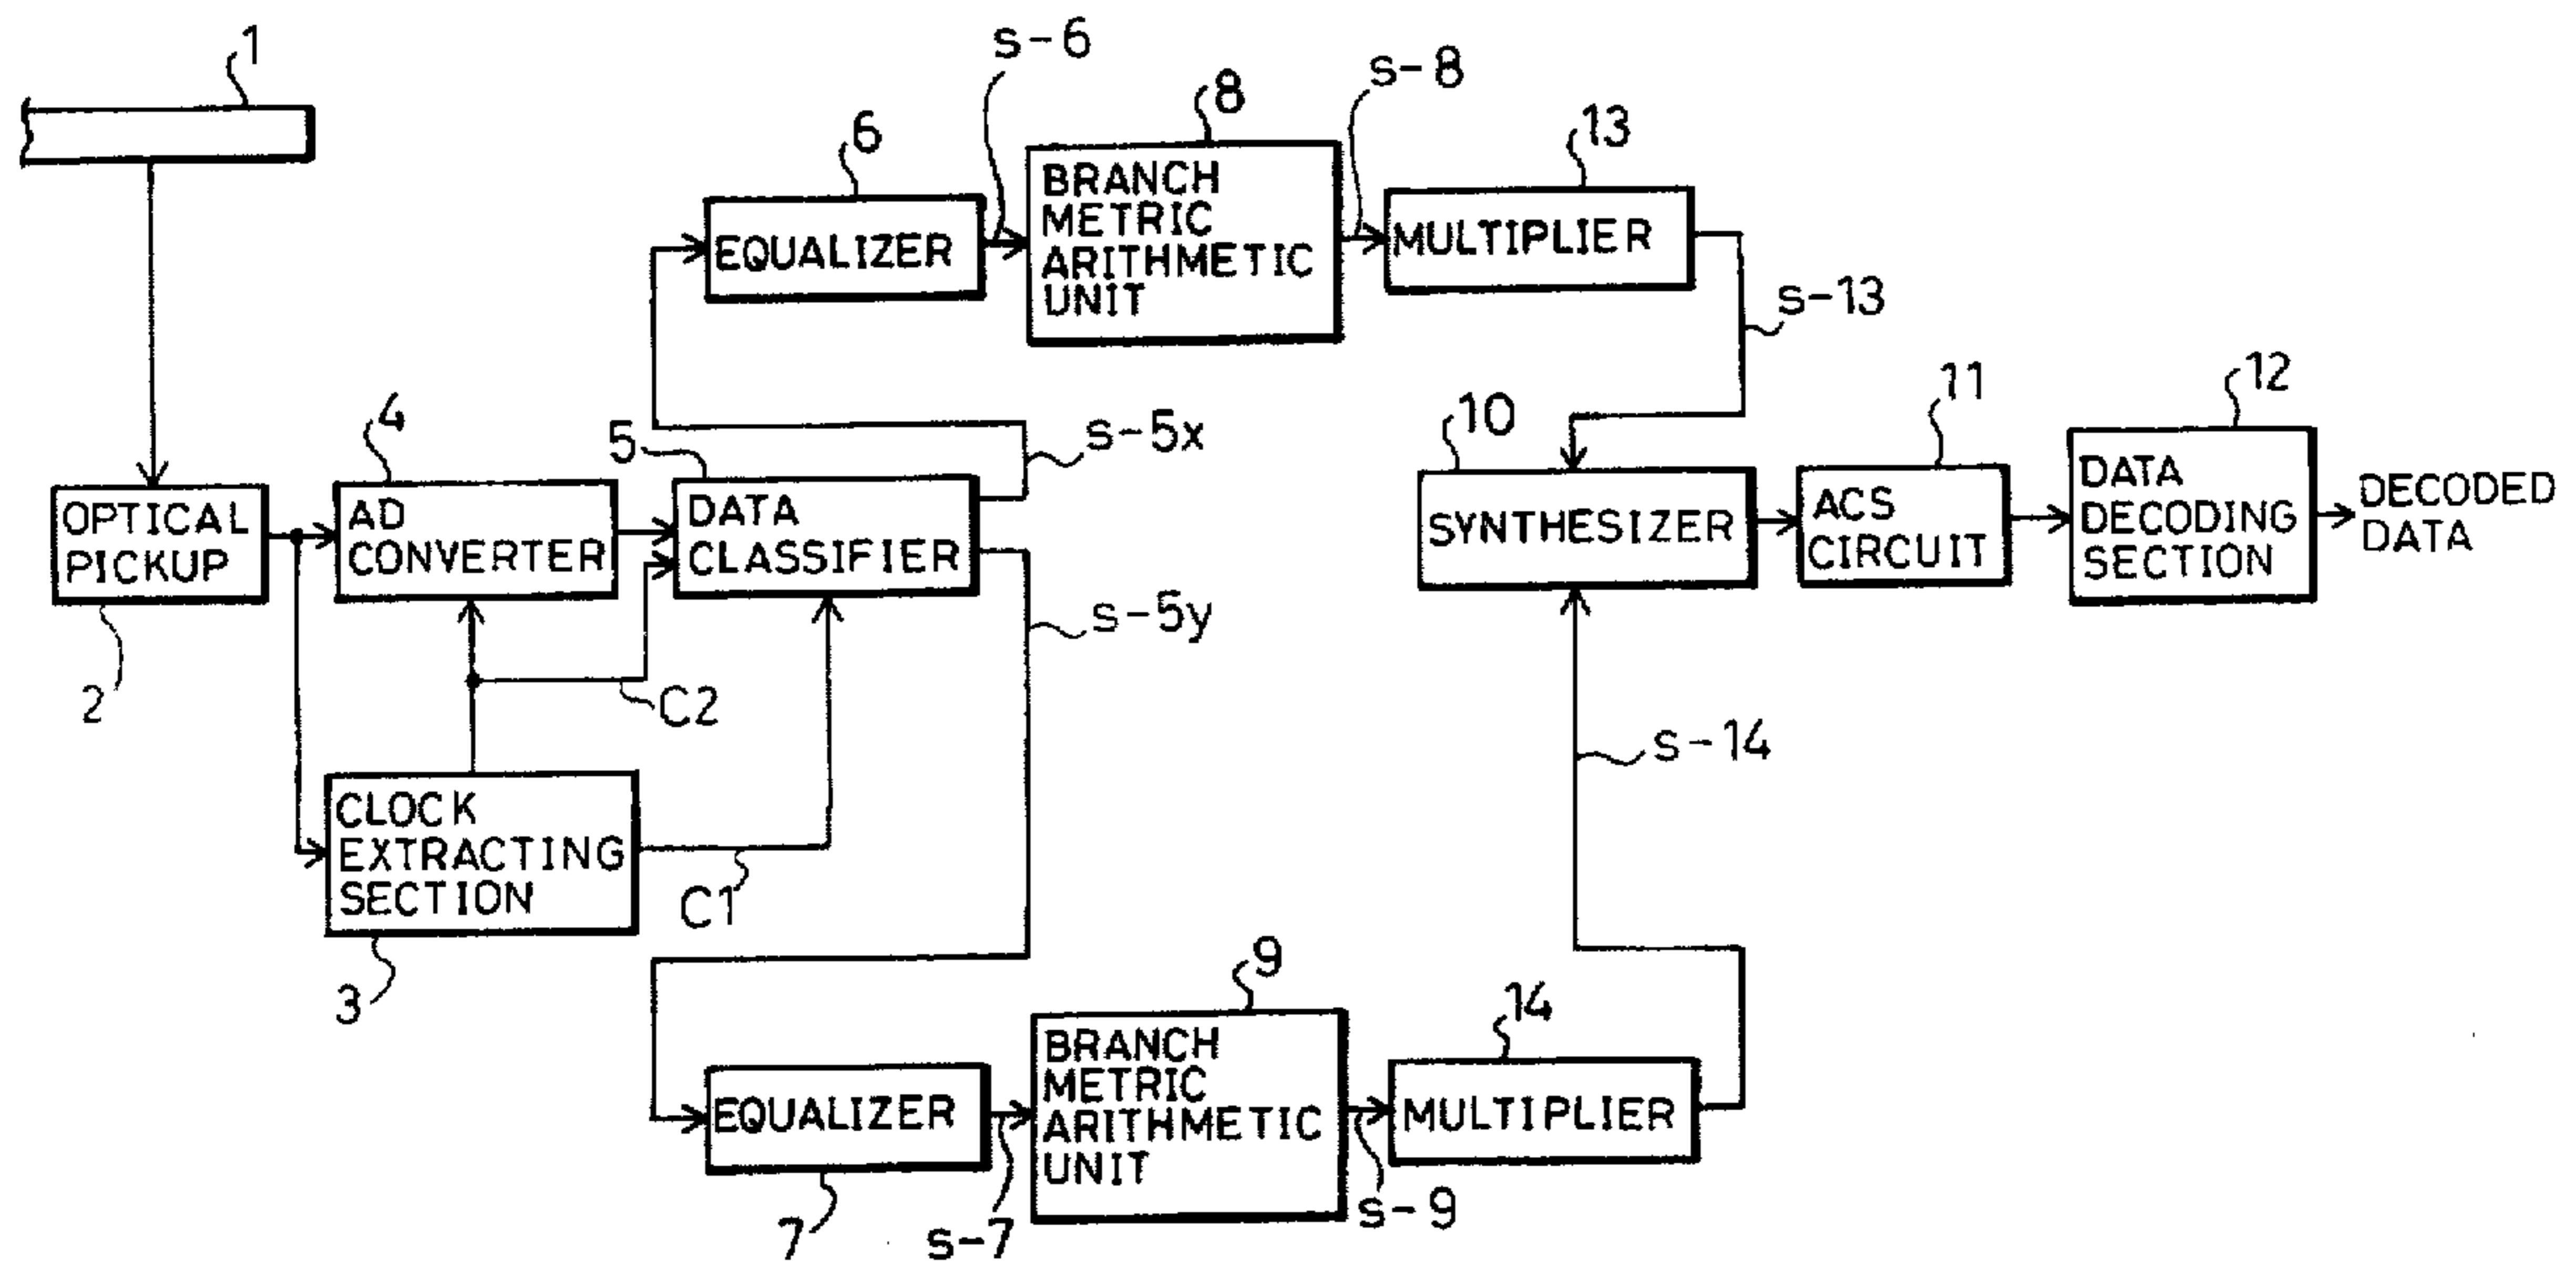 1
s-6
8
s-8
13
6
BRANCH
METRIC
ARITHMETIC
UNIT
EQUALIZER
MULTIPLIER
s-13
4
5
s-5x
10
11
12
OPTICAL
PICKUP
AD
CONVERTER
DATA
CLASSIFIER
SYNTHESIZER
ACS
CIRCUIT
DATA
DECODING
SECTION
DECODED
DATA
s-5y
2
C2
s-14
CLOCK
EXTRACTING
SECTION
C1
3
9
14
BRANCH
METRIC
ARITHMETIC
UNIT
EQUALIZER
MULTIPLIER
7
s-7
s-9